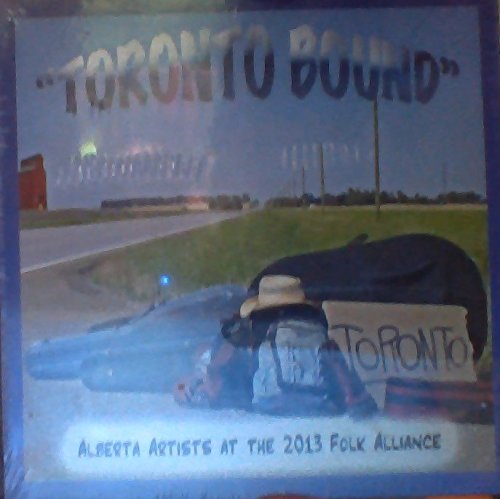 "TORONTO BOUND"
TORONTO
ALBERTA ARTISTS AT THE 2013 FOLK ALLIANCE